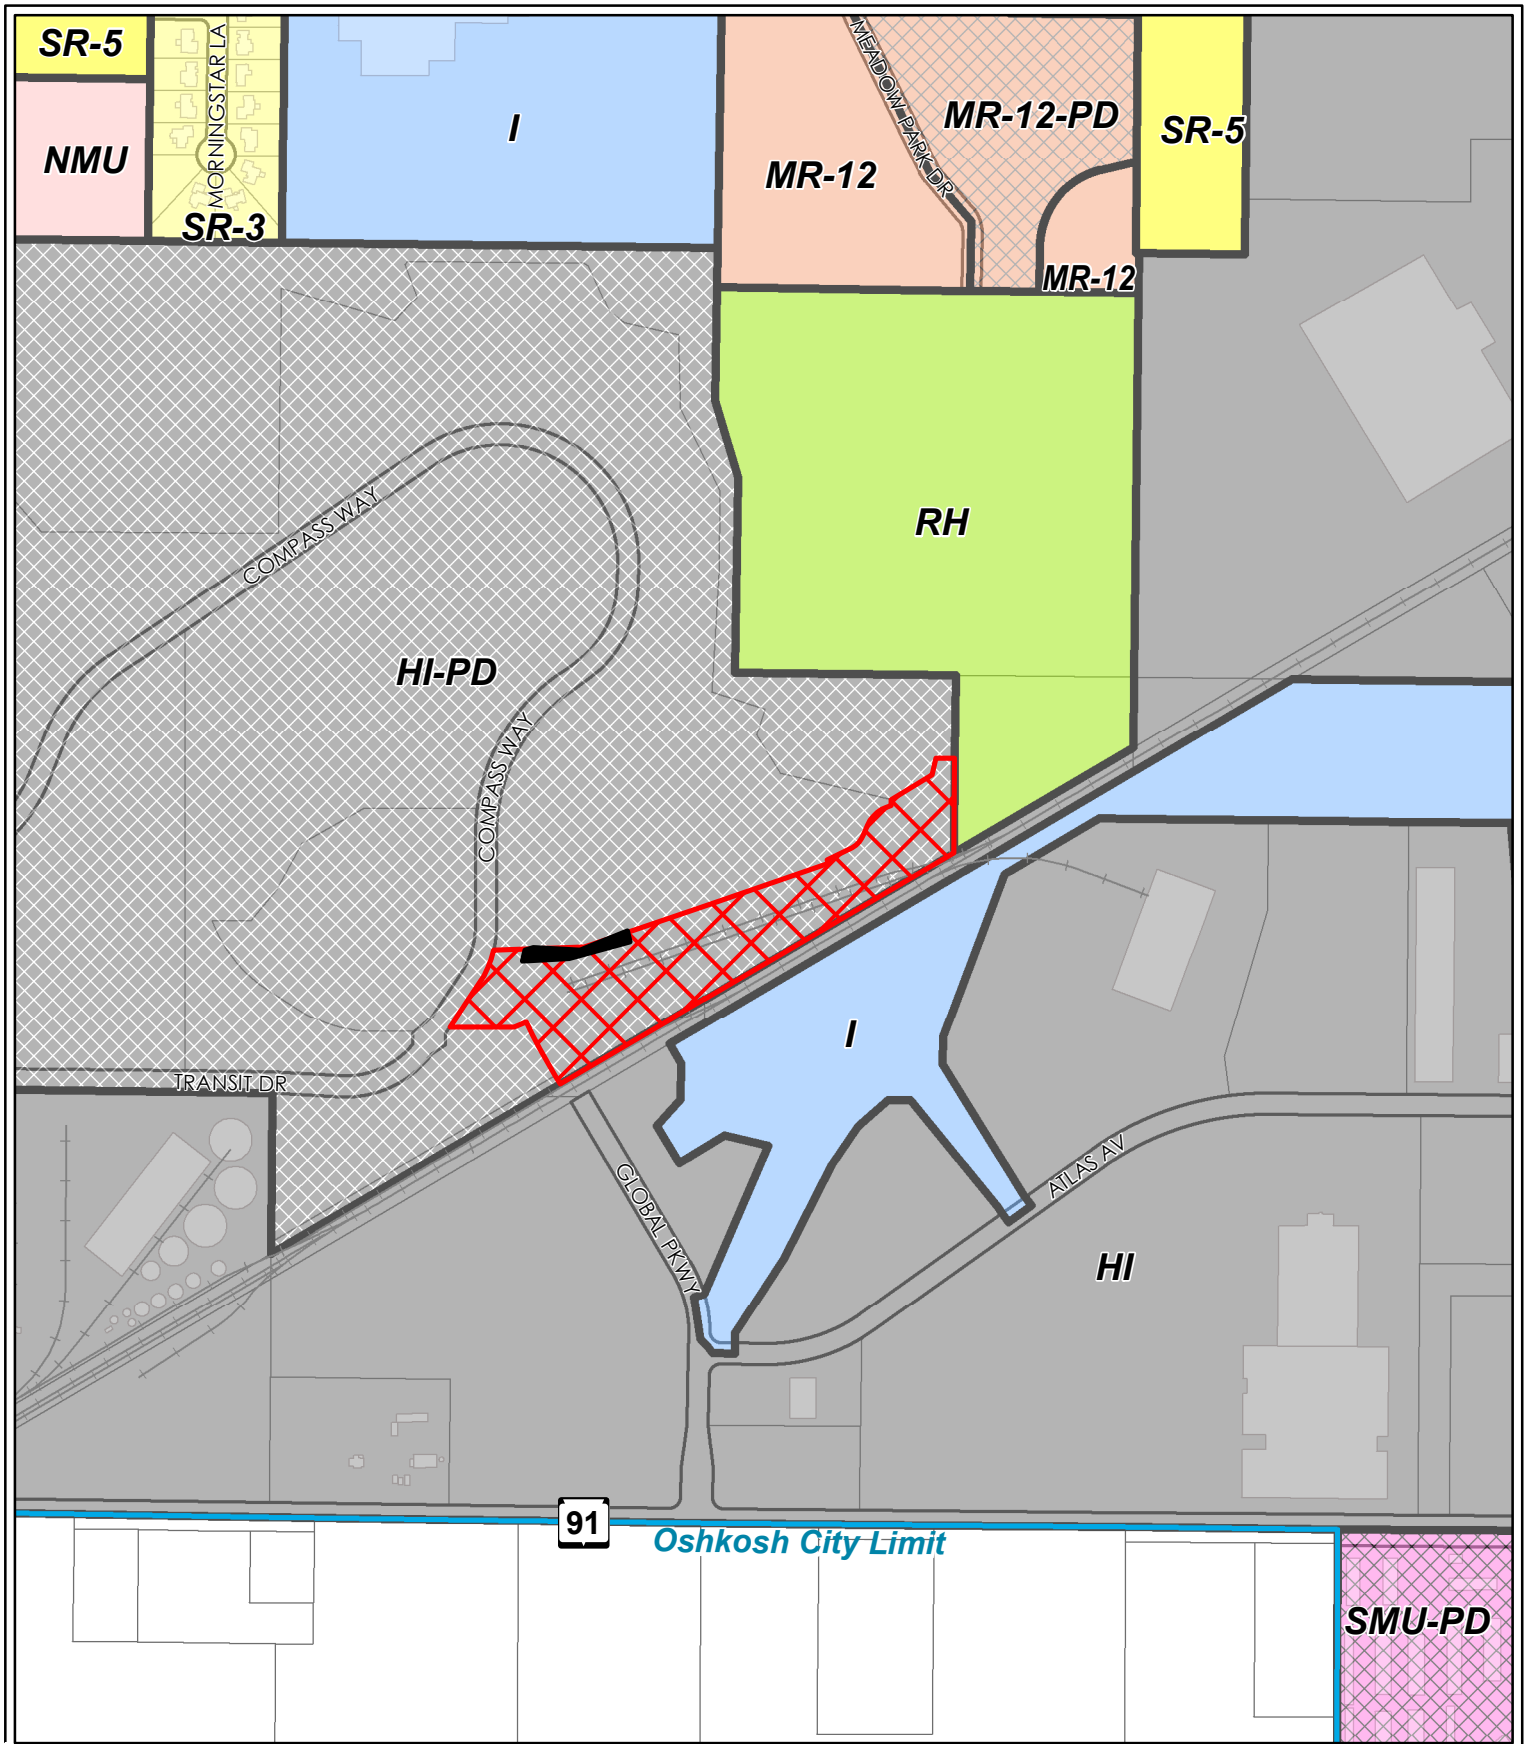 SR-5
MORNINGSTAR LA
I
MEADOW PARK DR
MR-12-PD
SR-5
NMU
MR-12
SR-3
MR-12
COMPASS WAY
RH
HI-PD
COMPASS WAY
I
TRANSIT DR
GLOBAL PKWY
ATLAS AV
HI
91
Oshkosh City Limit
SMU-PD